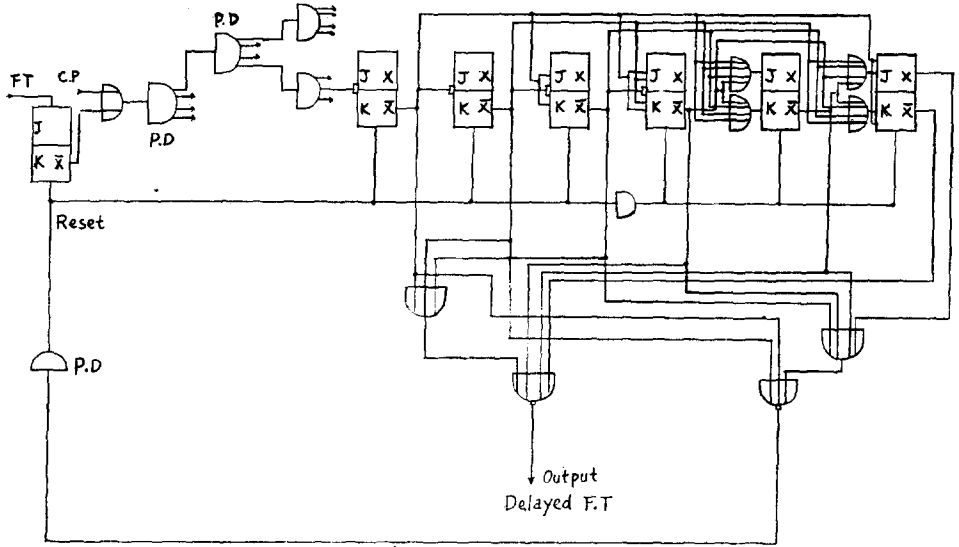 P.D
FT
C.P
P.D
J
K X̄
J X
K X̄
J X
K X̄
J X
K X̄
J X
K X̄
J X
K X̄
J X
K X̄
Reset
P.D
Output
Delayed F.T